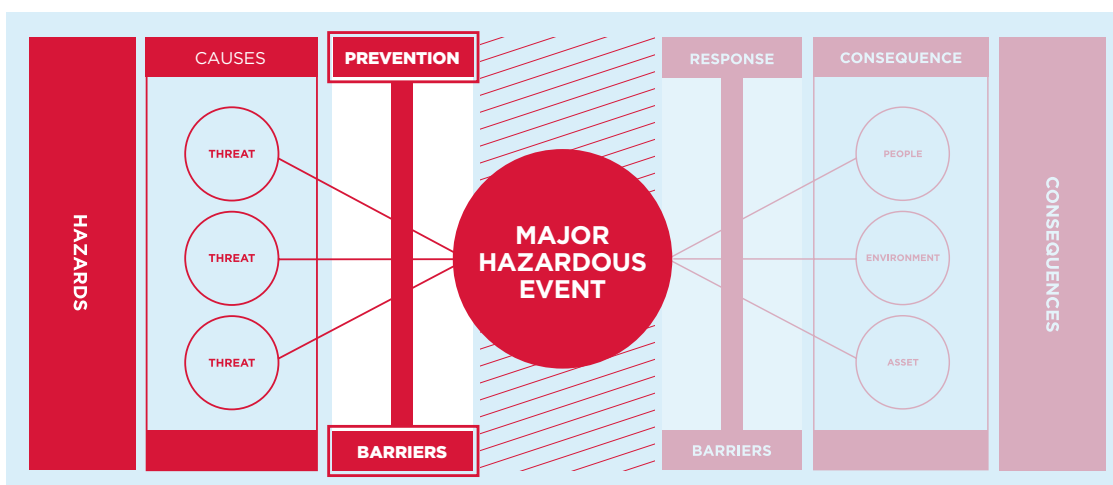 HAZARDS
CAUSES
THREAT
THREAT
THREAT
PREVENTION
BARRIERS
MAJOR
HAZARDOUS
EVENT
RESPONSE
BARRIERS
CONSEQUENCE
PEOPLE
ENVIRONMENT
ASSET
CONSEQUENCES